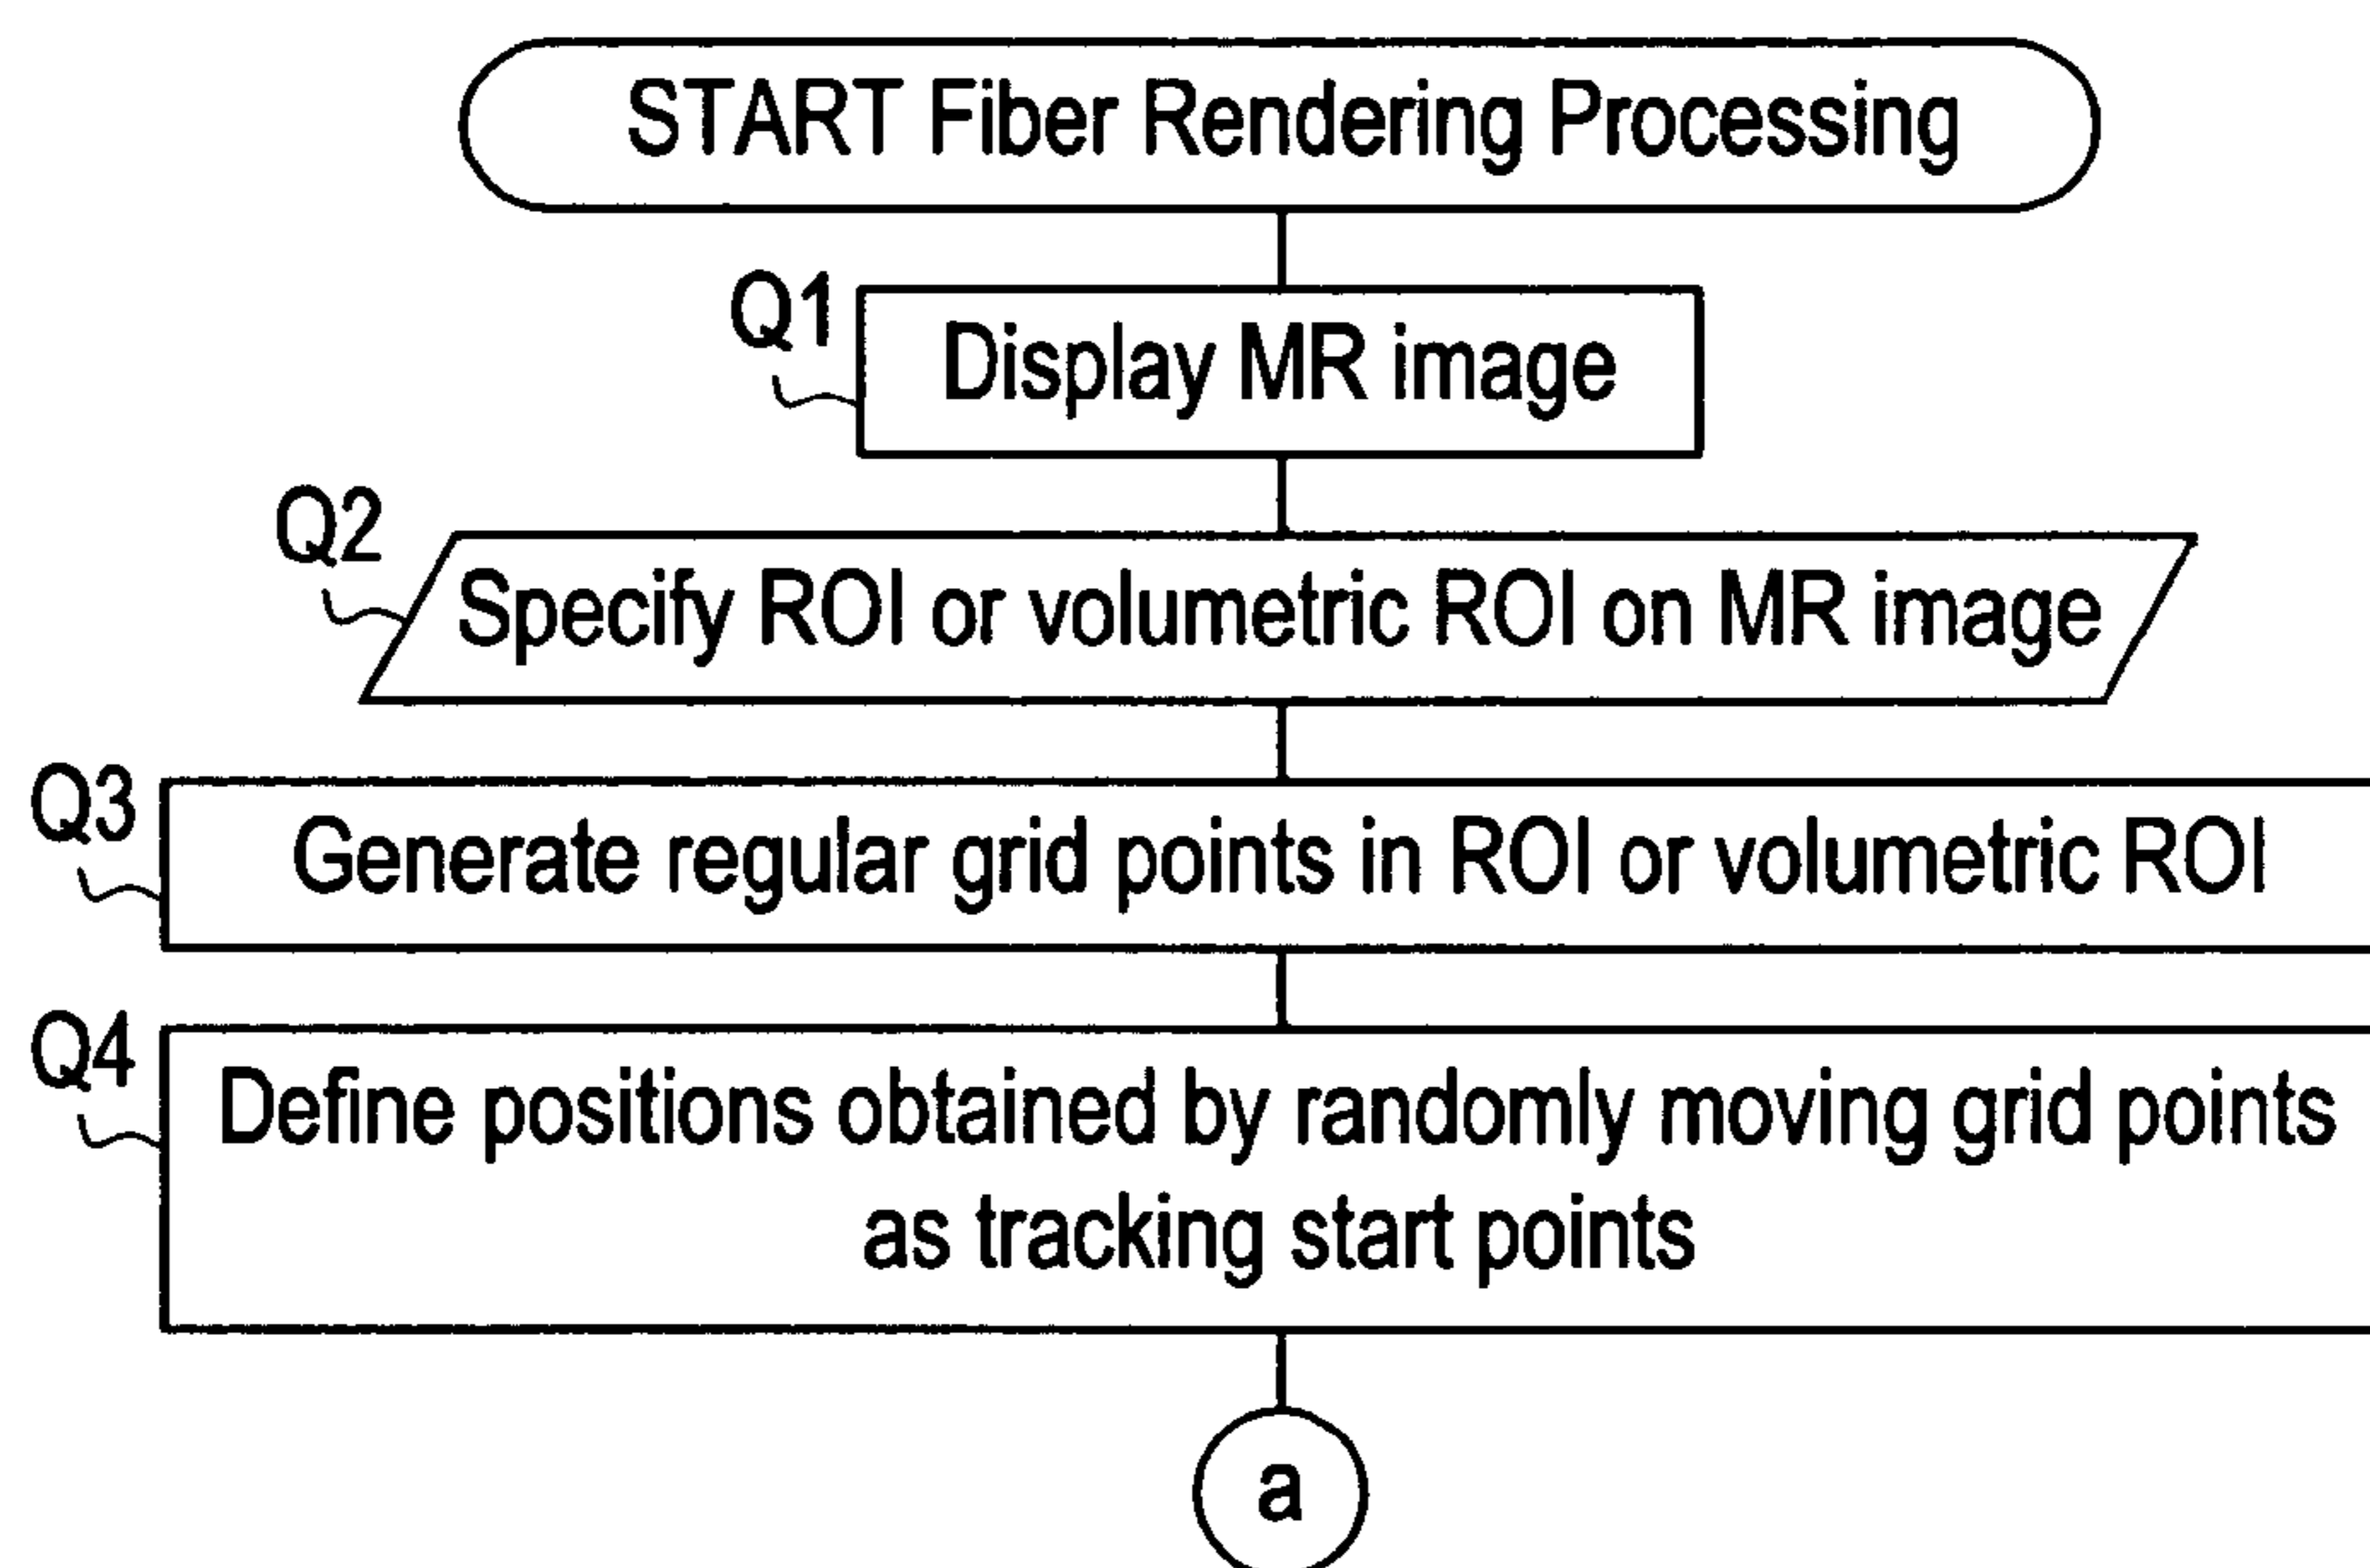 START Fiber Rendering Processing
Q1
Display MR image
Q2
Specify ROI or volumetric ROI on MR image
Q3
Generate regular grid points in ROI or volumetric ROI
Q4
Define positions obtained by randomly moving grid points
as tracking start points
a